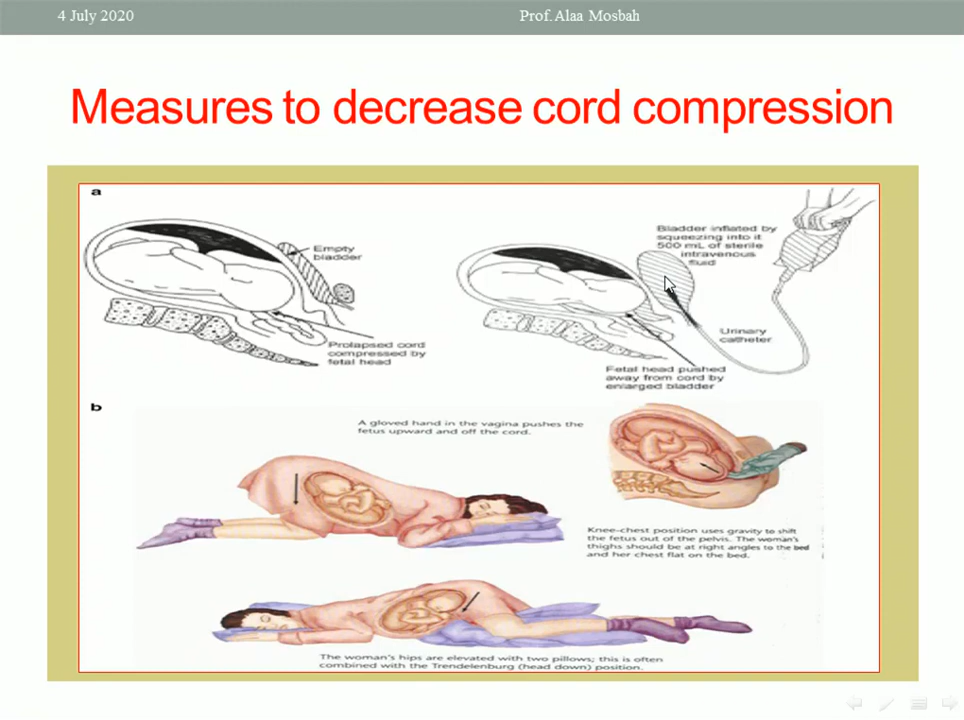 4 July 2020
Prof.Alaa Mosbah
Measures to decrease cord compression
a
Empty
bladder
Prolapsed cord
compressed by
fetal head
Bladder inflated by
squeezing into it
500 mL of sterile
intravenous
fluid
Urinary
catheter
Fetal head pushed
away from cord by
enlarged bladder
b
A gloved hand in the vagina pushes the
fetus upward and off the cord.
Knee-chest position uses gravity to shift
the fetus out of the pelvis. The woman's
thighs should be at right angles to the bed
and her chest flat on the bed.
The woman's hips are elevated with two pillows; this is often
combined with the Trendelenburg (head down) position.